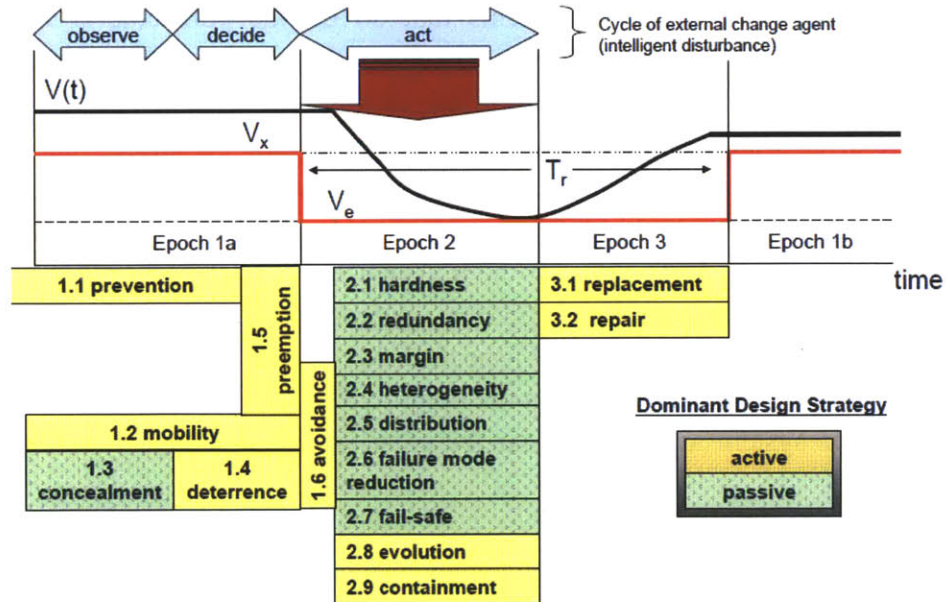 observe
decide
act
Cycle of external change agent
(intelligent disturbance)
V(t)
Vx
Tr
Ve
Epoch 1a
Epoch 2
Epoch 3
Epoch 1b
time
1.1 prevention
1.5
preemption
2.1 hardness
3.1 replacement
2.2 redundancy
3.2 repair
2.3 margin
1.6 avoidance
2.4 heterogeneity
2.5 distribution
1.2 mobility
1.3
concealment
1.4
deterrence
2.6 failure mode
reduction
2.7 fail-safe
2.8 evolution
2.9 containment
Dominant Design Strategy
active
passive